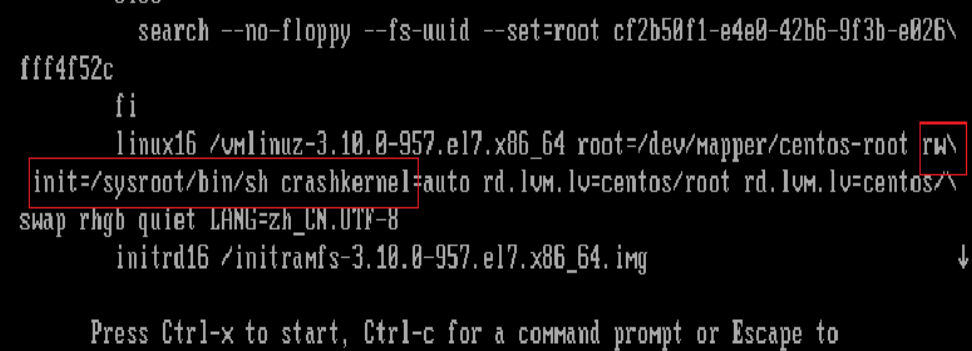 search --no-floppy --fs-uuid --set=root cf2b50f1-e4e0-42b6-9f3b-e026\
fff4f52c
fi
linux16 /vmlinuz-3.10.0-957.el7.x86_64 root=/dev/mapper/centos-root rw\
init=/sysroot/bin/sh crashkernel=auto rd.lvm.lv=centos/root rd.lvm.lv=centos/\
swap rhgb quiet LANG=zh_CN.UTF-8
initrd16 /initramfs-3.10.0-957.el7.x86_64.img
↓
Press Ctrl-x to start, Ctrl-c for a command prompt or Escape to